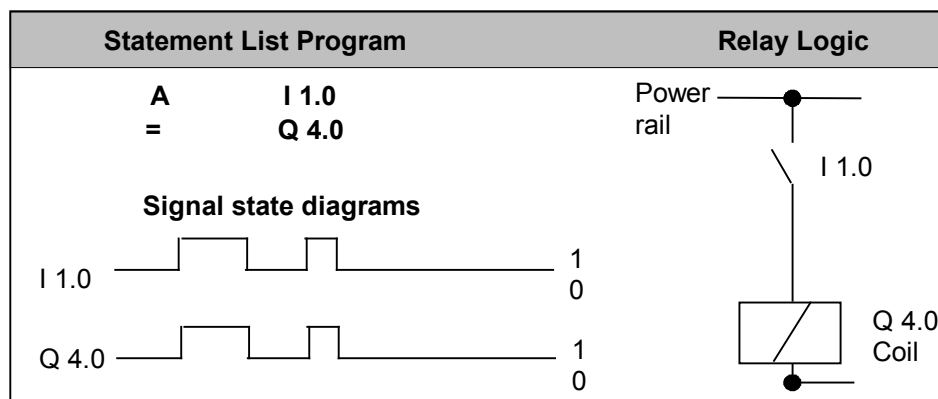 Statement List Program
Relay Logic
A I 1.0
= Q 4.0
Signal state diagrams
I 1.0
1
0
Q 4.0
1
0
Power
rail
I 1.0
Q 4.0
Coil